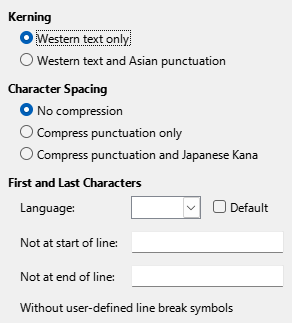 Kerning
Western text only
Western text and Asian punctuation
Character Spacing
No compression
Compress punctuation only
Compress punctuation and Japanese Kana
First and Last Characters
Language: Default
Not at start of line:
Not at end of line:
Without user-defined line break symbols